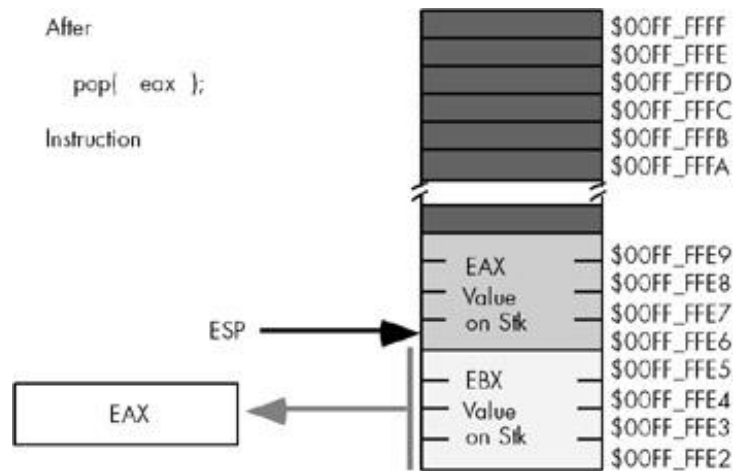 After
pop( eax );
Instruction
$00FF_FFFF
$00FF_FFFE
$00FF_FFFD
$00FF_FFFC
$00FF_FFFB
$00FF_FFFA
EAX
Value
on Stk
$00FF_FFE9
$00FF_FFE8
$00FF_FFE7
$00FF_FFE6
ESP
EBX
Value
on Stk
$00FF_FFE5
$00FF_FFE4
$00FF_FFE3
$00FF_FFE2
EAX